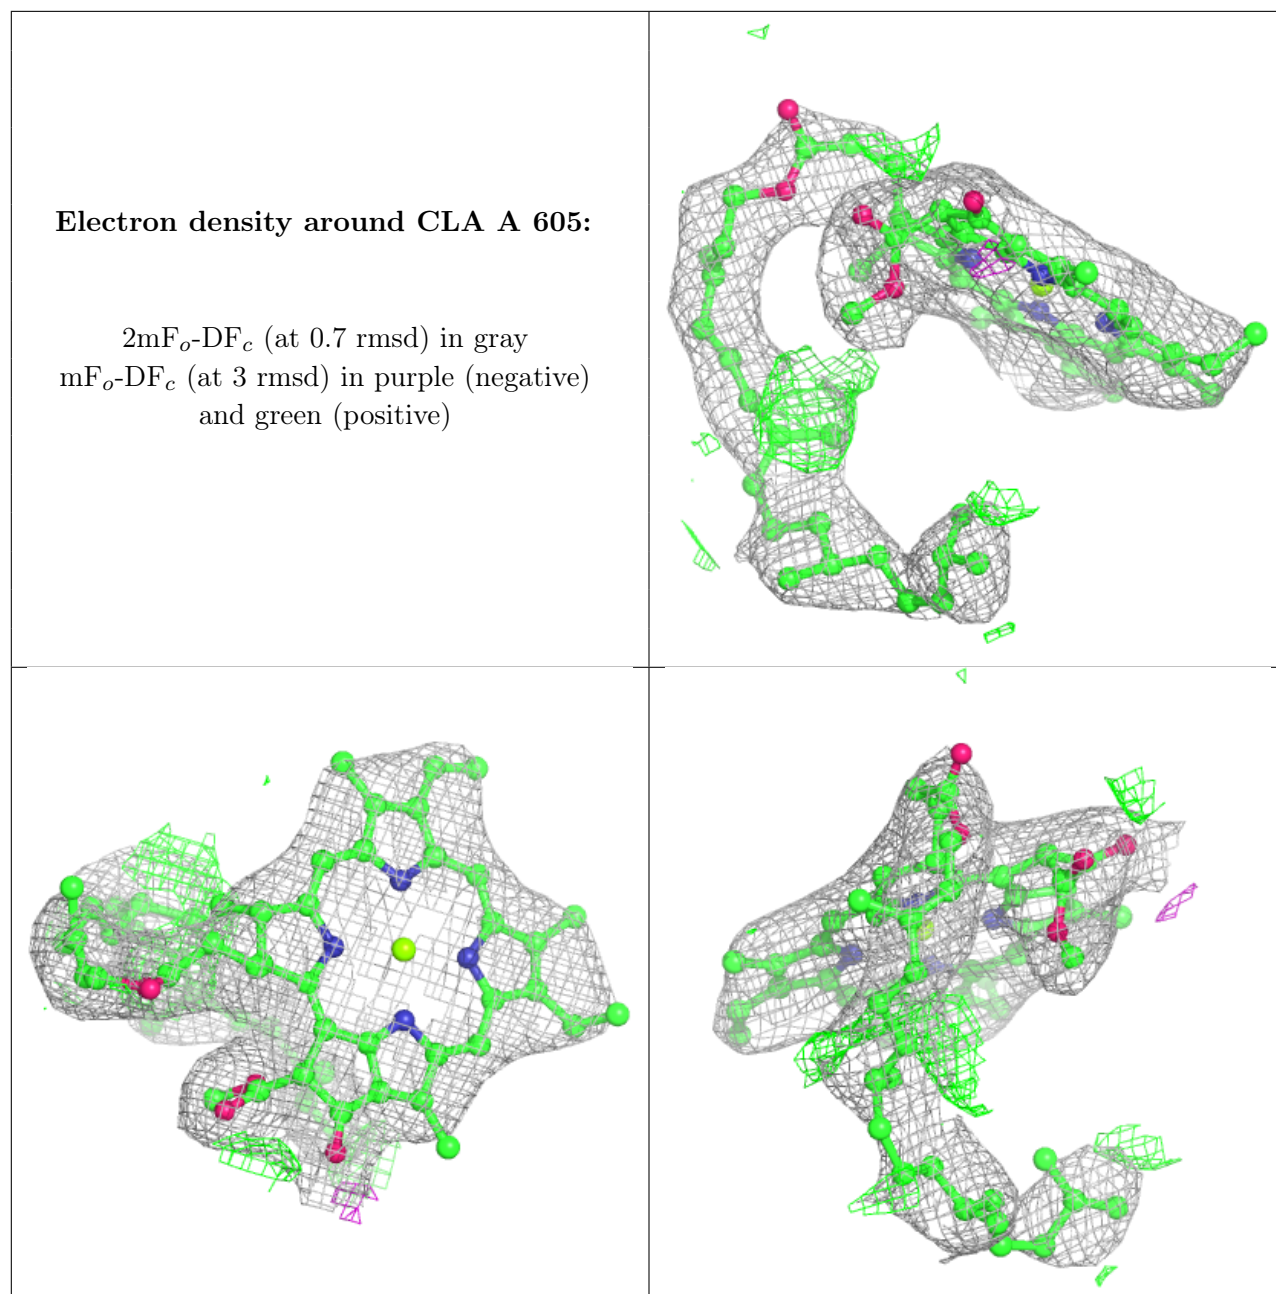 Electron density around CLA A 605:
2mFo-DFc (at 0.7 rmsd) in gray
mFo-DFc (at 3 rmsd) in purple (negative)
and green (positive)